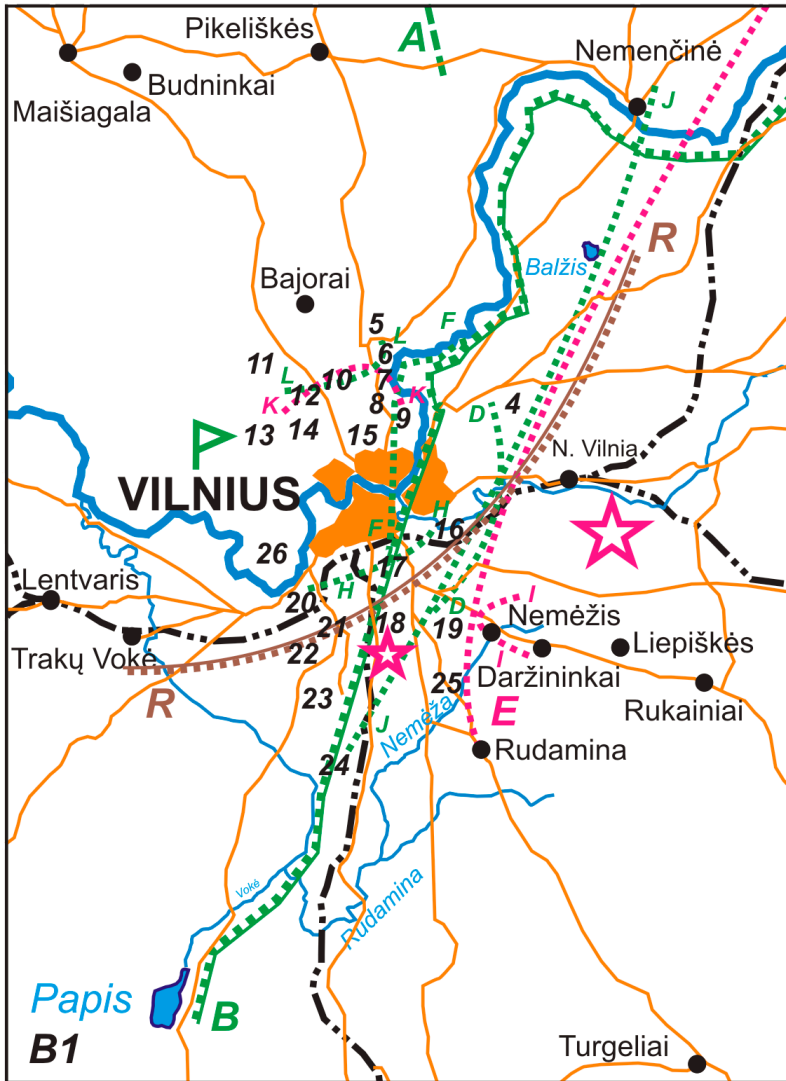 Pikeliškės
A
Nemenčinė
Budninkai
Maišiagala
J
R
Balžis
Bajorai
5
L
F
6
11
L
10
7
12
K
K
8
9
D
4
13
14
15
N. Vilnia
VILNIUS
H
F
16
26
17
Lentvaris
H
20
I
D
Nemėžis
18
19
21
Trakų Vokė
22
I
Liepiškės
Daržininkai
R
23
25
Rukainiai
J
Nemėža
E
Rudamina
24
Vokė
Rudamina
Papis
B
B1
Turgeliai